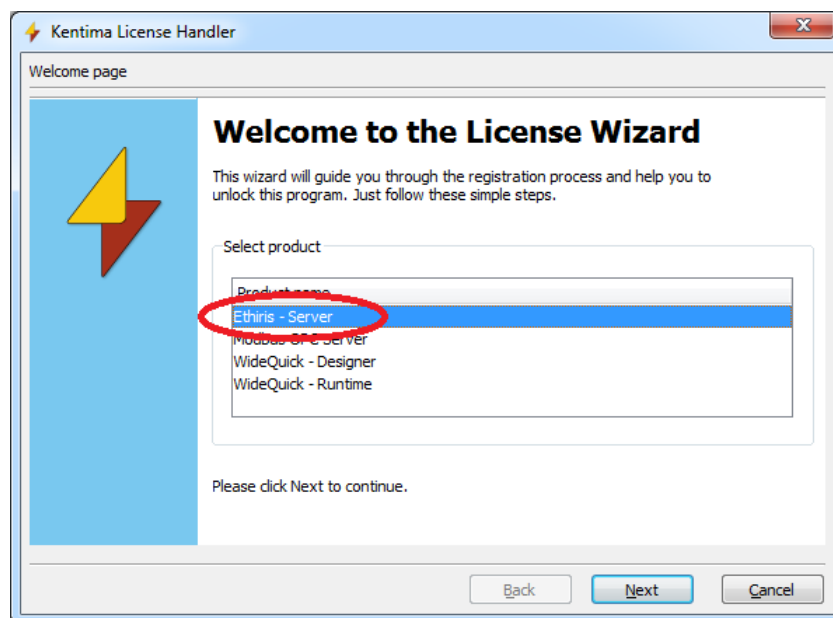 Kentima License Handler
Welcome page
Welcome to the License Wizard
This wizard will guide you through the registration process and help you to
unlock this program. Just follow these simple steps.
Select product
Product name
Ethiris - Server
Modbus OPC Server
WideQuick - Designer
WideQuick - Runtime
Please click Next to continue.
Back
Next
Cancel